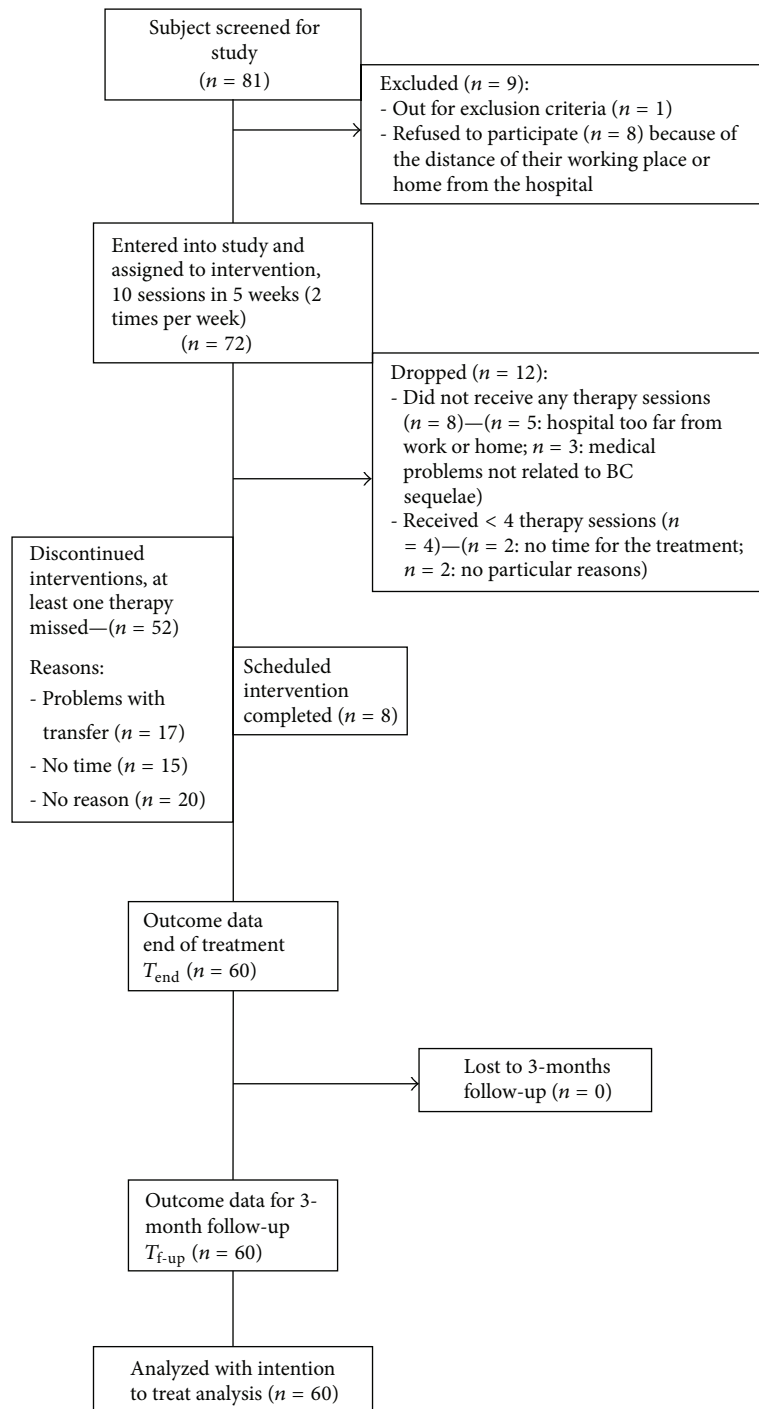 Subject screened for
study
(n = 81)
Excluded (n = 9):
- Out for exclusion criteria (n = 1)
- Refused to participate (n = 8) because of
the distance of their working place or
home from the hospital
Entered into study and
assigned to intervention,
10 sessions in 5 weeks (2
times per week)
(n = 72)
Dropped (n = 12):
- Did not receive any therapy sessions
(n = 8)—(n = 5: hospital too far from
work or home; n = 3: medical
problems not related to BC
sequelae)
- Received < 4 therapy sessions (n
= 4)—(n = 2: no time for the treatment;
n = 2: no particular reasons)
Discontinued
interventions, at
least one therapy
missed—(n = 52)
Reasons:
- Problems with
transfer (n = 17)
- No time (n = 15)
- No reason (n = 20)
Scheduled
intervention
completed (n = 8)
Outcome data
end of treatment
T_end (n = 60)
Lost to 3-months
follow-up (n = 0)
Outcome data for 3-
month follow-up
T_f-up (n = 60)
Analyzed with intention
to treat analysis (n = 60)